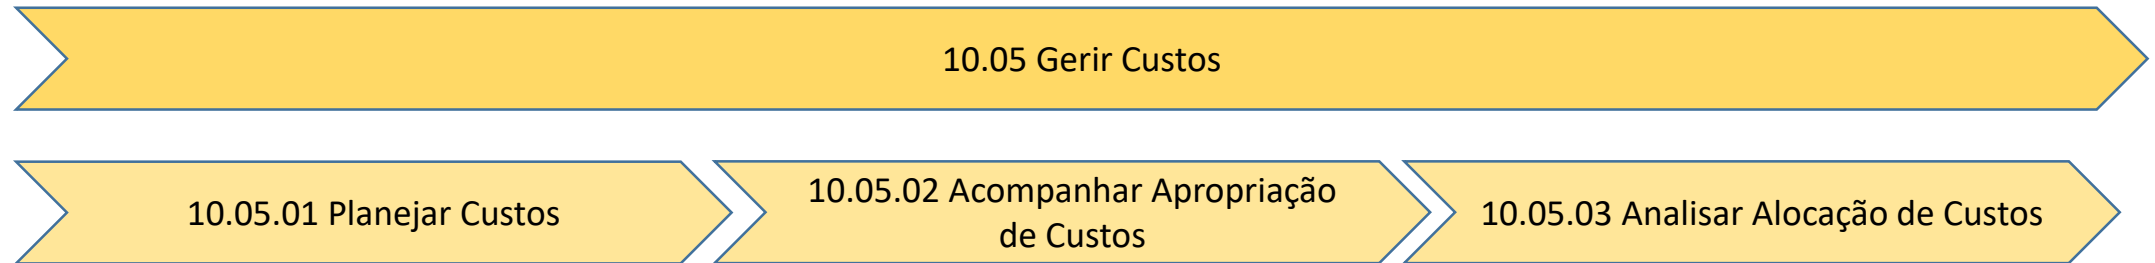 10.05 Gerir Custos
10.05.01 Planejar Custos
10.05.02 Acompanhar Apropriação
de Custos
10.05.03 Analisar Alocação de Custos